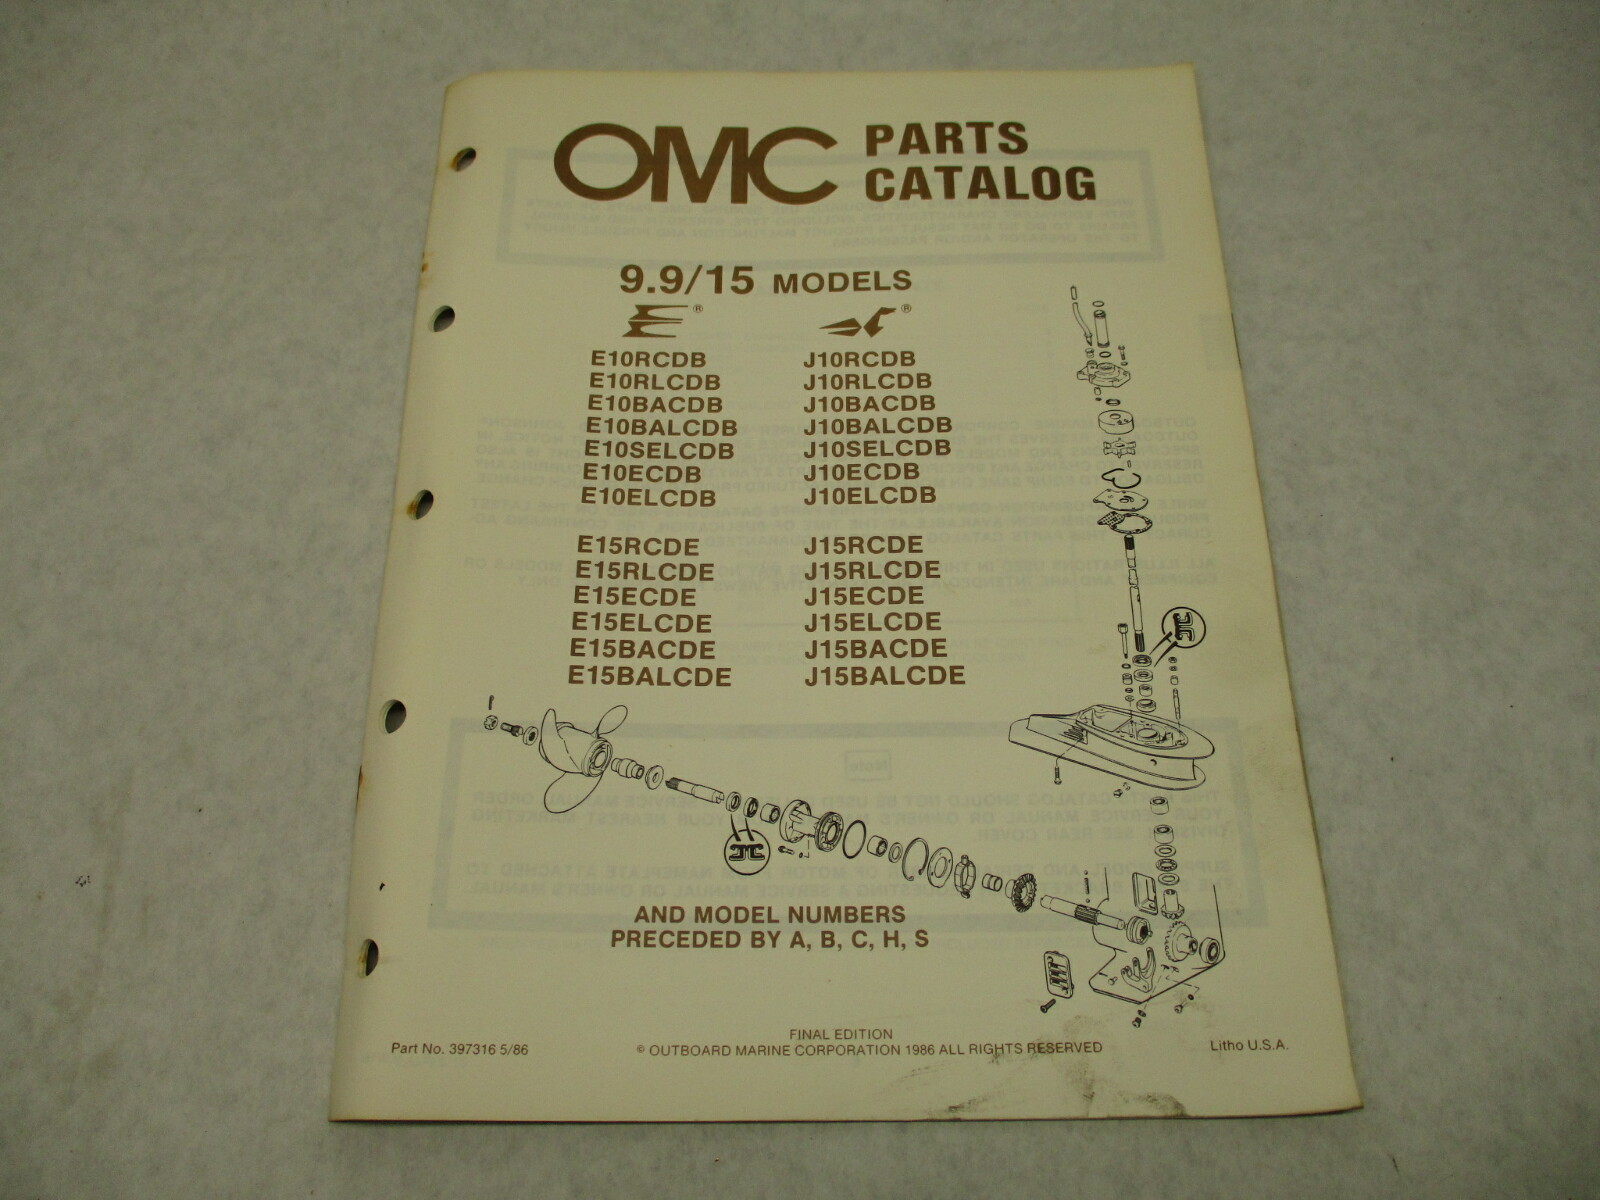 OMC PARTS
CATALOG
9.9/15 MODELS
® ®
E10RCDB J10RCDB
E10RLCDB J10RLCDB
E10BACDB J10BACDB
E10BALCDB J10BALCDB
E10SELCDB J10SELCDB
E10ECDB J10ECDB
E10ELCDB J10ELCDB
E15RCDE J15RCDE
E15RLCDE J15RLCDE
E15ECDE J15ECDE
E15ELCDE J15ELCDE
E15BACDE J15BACDE
E15BALCDE J15BALCDE
AND MODEL NUMBERS
PRECEDED BY A, B, C, H, S
FINAL EDITION
Part No. 397316 5/86 © OUTBOARD MARINE CORPORATION 1986 ALL RIGHTS RESERVED Litho U.S.A.